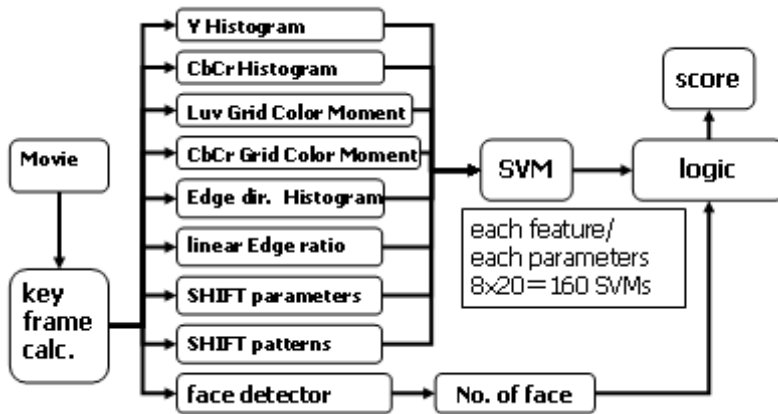 Y Histogram
CbCr Histogram
Luv Grid Color Moment
CbCr Grid Color Moment
Edge dir. Histogram
linear Edge ratio
SHIFT parameters
SHIFT patterns
face detector
No. of face
Movie
key
frame
calc.
SVM
each feature/
each parameters
8x20=160 SVMs
score
logic